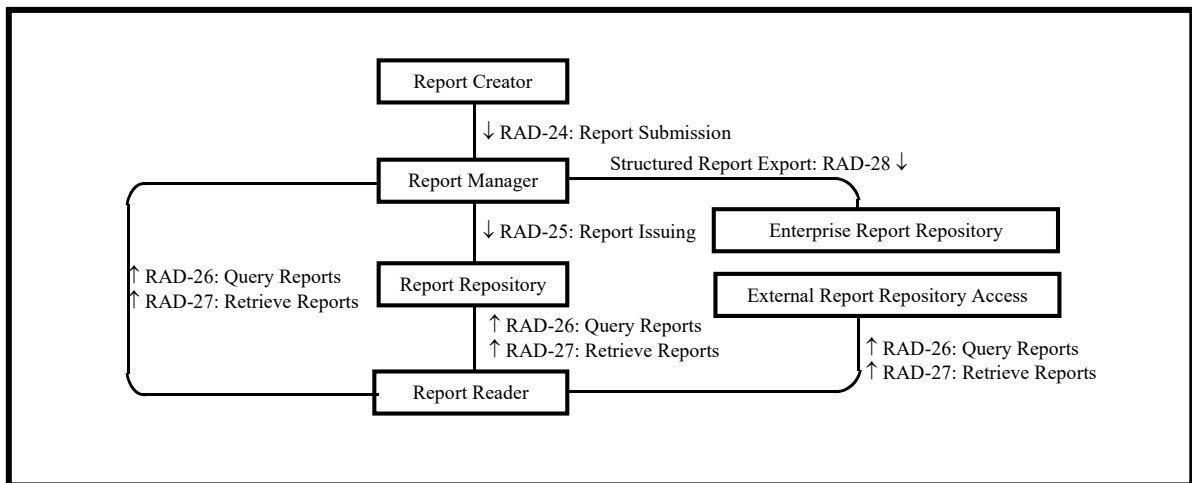 Report Creator
↓ RAD-24: Report Submission
Structured Report Export: RAD-28 ↓
Report Manager
↓ RAD-25: Report Issuing
Enterprise Report Repository
↑ RAD-26: Query Reports
↑ RAD-27: Retrieve Reports
Report Repository
External Report Repository Access
↑ RAD-26: Query Reports
↑ RAD-27: Retrieve Reports
↑ RAD-26: Query Reports
↑ RAD-27: Retrieve Reports
Report Reader